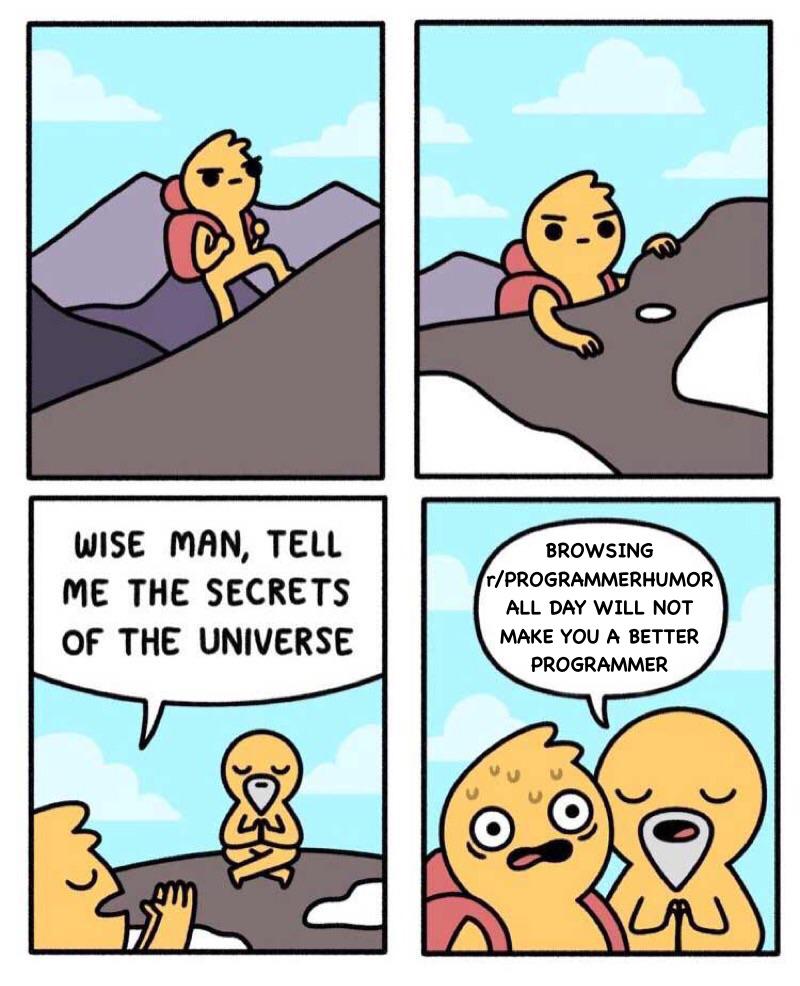 WISE MAN, TELL
ME THE SECRETS
OF THE UNIVERSE
BROWSING
r/PROGRAMMERHUMOR
ALL DAY WILL NOT
MAKE YOU A BETTER
PROGRAMMER